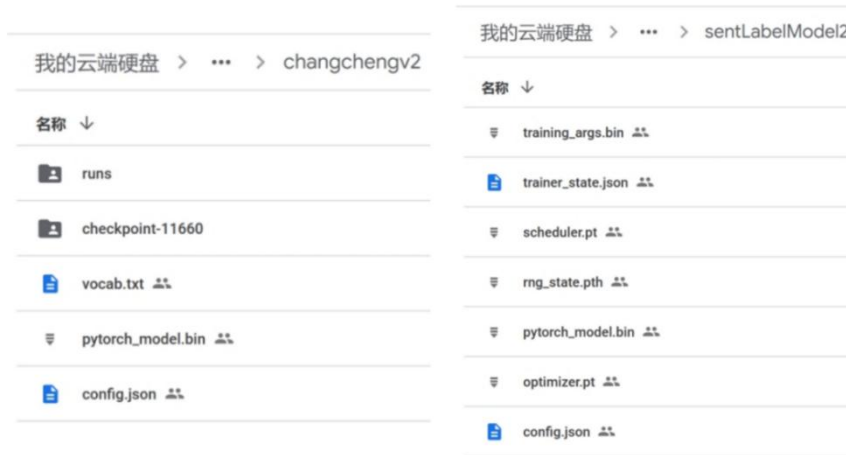 我的云端硬盘 > ... > changchengv2
名称 ↓
runs
checkpoint-11660
vocab.txt
pytorch_model.bin
config.json
我的云端硬盘 > ... > sentLabelModel2
名称 ↓
training_args.bin
trainer_state.json
scheduler.pt
rng_state.pth
pytorch_model.bin
optimizer.pt
config.json